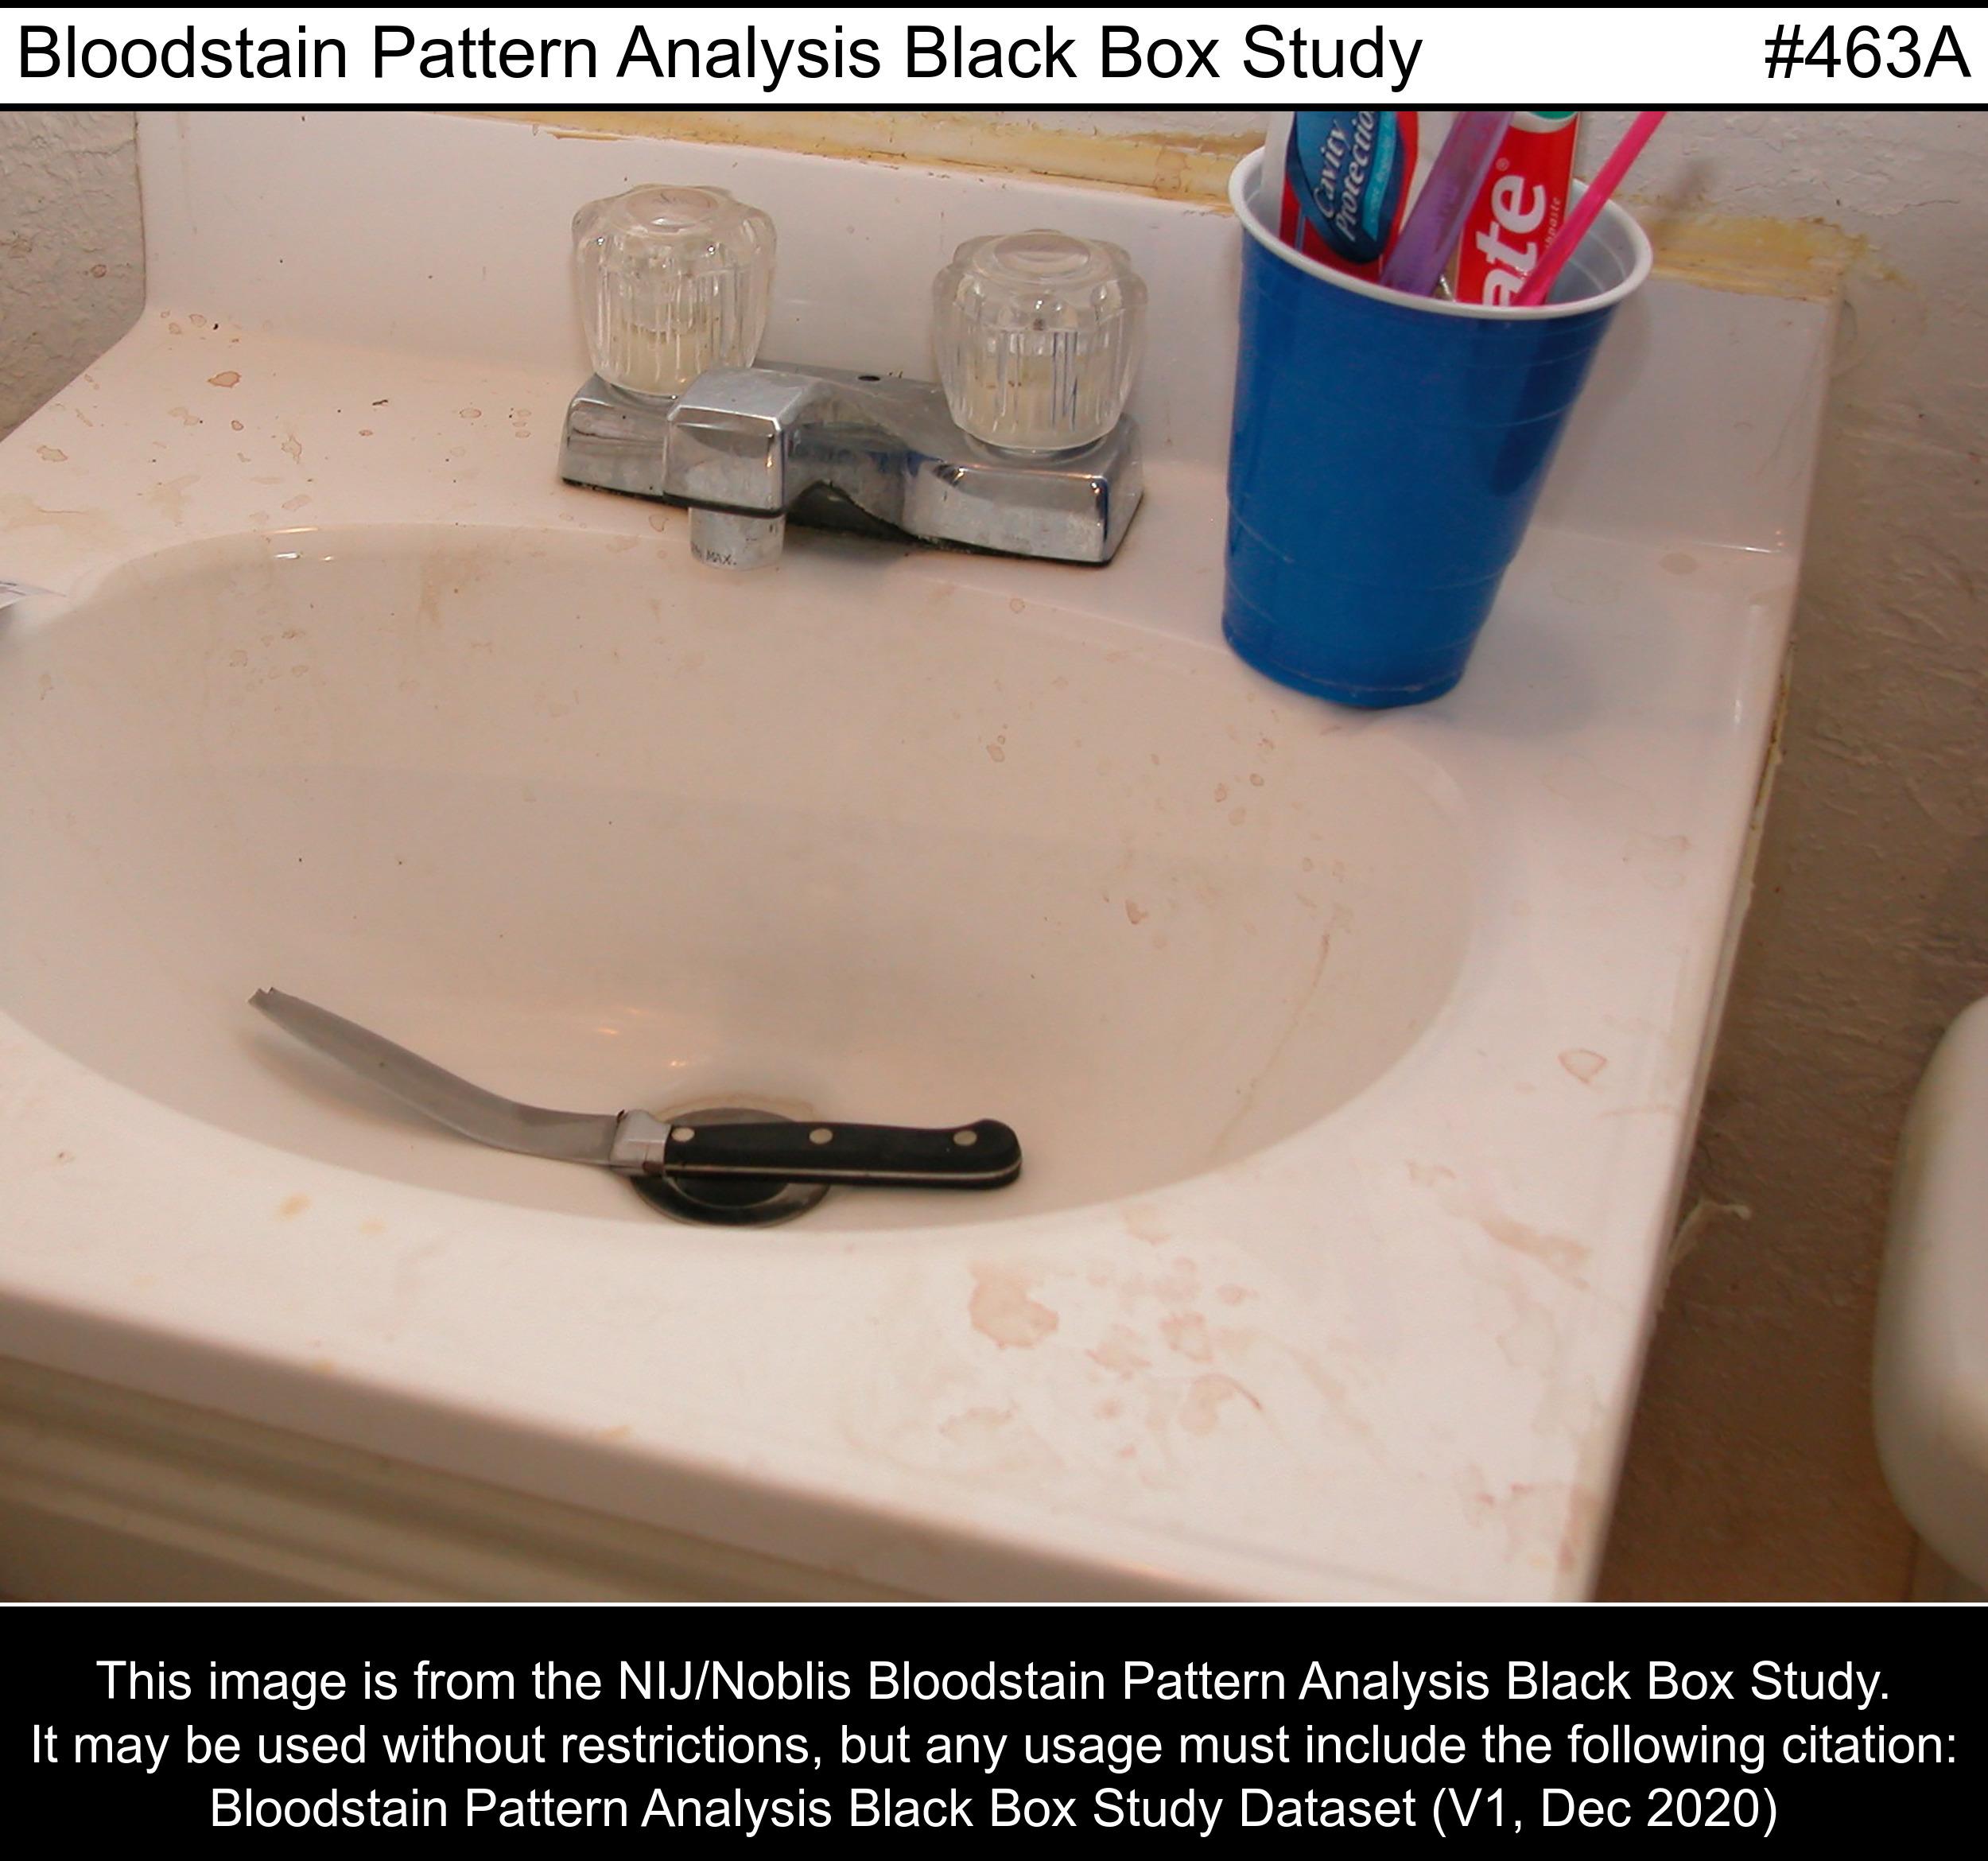 Bloodstain Pattern Analysis Black Box Study #463A
Cavity
Protection
ate®
MAX.
This image is from the NIJ/Noblis Bloodstain Pattern Analysis Black Box Study.
It may be used without restrictions, but any usage must include the following citation:
Bloodstain Pattern Analysis Black Box Study Dataset (V1, Dec 2020)